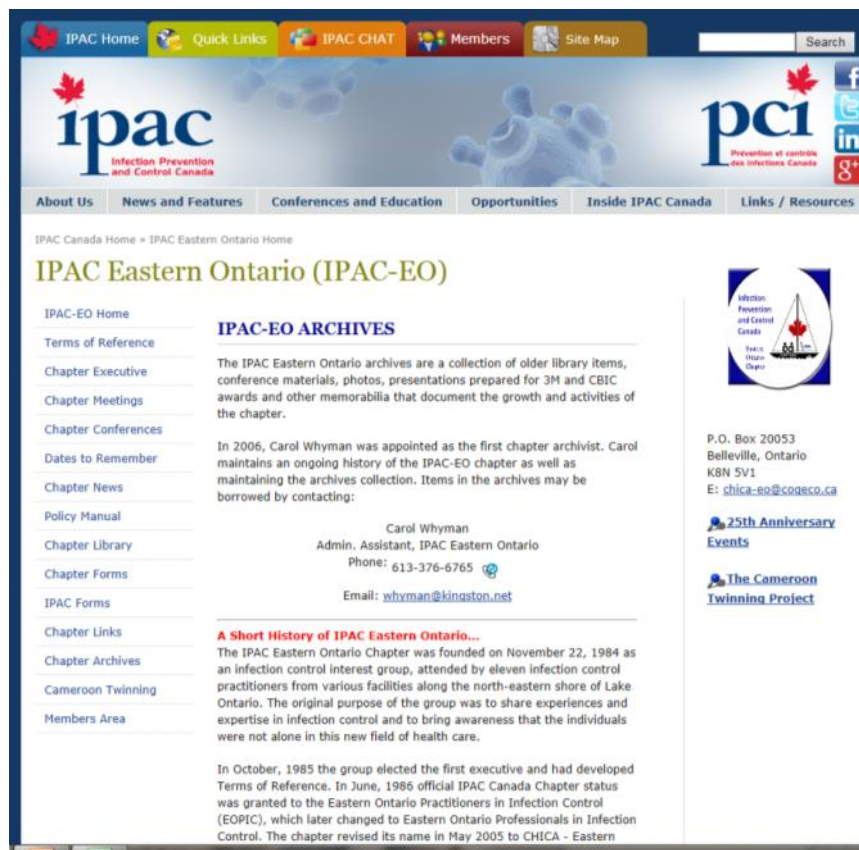 IPAC Home
Quick Links
IPAC CHAT
Members
Site Map
Search
ipac
Infection Prevention
and Control Canada
pci
Prévention et contrôle
des infections Canada
f
t
in
g+
About Us
News and Features
Conferences and Education
Opportunities
Inside IPAC Canada
Links / Resources
IPAC Canada Home » IPAC Eastern Ontario Home
IPAC Eastern Ontario (IPAC-EO)
IPAC-EO Home
Terms of Reference
Chapter Executive
Chapter Meetings
Chapter Conferences
Dates to Remember
Chapter News
Policy Manual
Chapter Library
Chapter Forms
IPAC Forms
Chapter Links
Chapter Archives
Cameroon Twinning
Members Area
IPAC-EO ARCHIVES
The IPAC Eastern Ontario archives are a collection of older library items,
conference materials, photos, presentations prepared for 3M and CBIC
awards and other memorabilia that document the growth and activities of
the chapter.
In 2006, Carol Whyman was appointed as the first chapter archivist. Carol
maintains an ongoing history of the IPAC-EO chapter as well as
maintaining the archives collection. Items in the archives may be
borrowed by contacting:
Carol Whyman
Admin. Assistant, IPAC Eastern Ontario
Phone: 613-376-6765
Email: whyman@kingston.net
A Short History of IPAC Eastern Ontario...
The IPAC Eastern Ontario Chapter was founded on November 22, 1984 as
an infection control interest group, attended by eleven infection control
practitioners from various facilities along the north-eastern shore of Lake
Ontario. The original purpose of the group was to share experiences and
expertise in infection control and to bring awareness that the individuals
were not alone in this new field of health care.
In October, 1985 the group elected the first executive and had developed
Terms of Reference. In June, 1986 official IPAC Canada Chapter status
was granted to the Eastern Ontario Practitioners in Infection Control
(EOPIC), which later changed to Eastern Ontario Professionals in Infection
Control. The chapter revised its name in May 2005 to CHICA - Eastern
Infection
Prevention
and Control
Canada
Eastern
Ontario
Chapter
P.O. Box 20053
Belleville, Ontario
K8N 5V1
E: chica-eo@cogeco.ca
25th Anniversary
Events
The Cameroon
Twinning Project